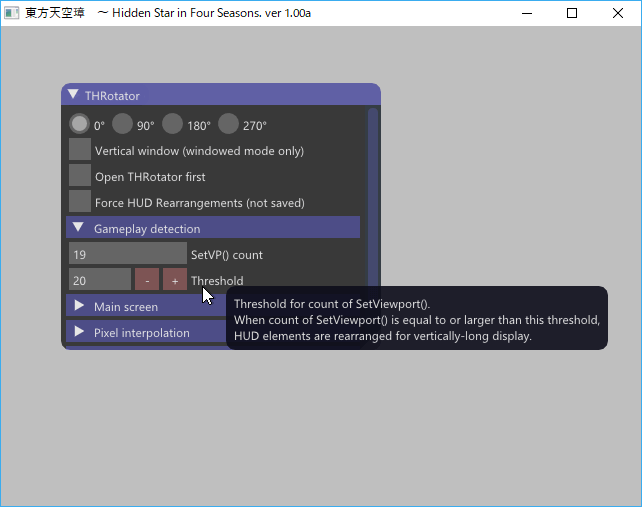 東方天空璋　～ Hidden Star in Four Seasons. ver 1.00a
THRotator
0° 90° 180° 270°
Vertical window (windowed mode only)
Open THRotator first
Force HUD Rearrangements (not saved)
Gameplay detection
19 SetVP() count
20 - + Threshold
Threshold for count of SetViewport().
When count of SetViewport() is equal to or larger than this threshold,
HUD elements are rearranged for vertically-long display.
Main screen
Pixel interpolation